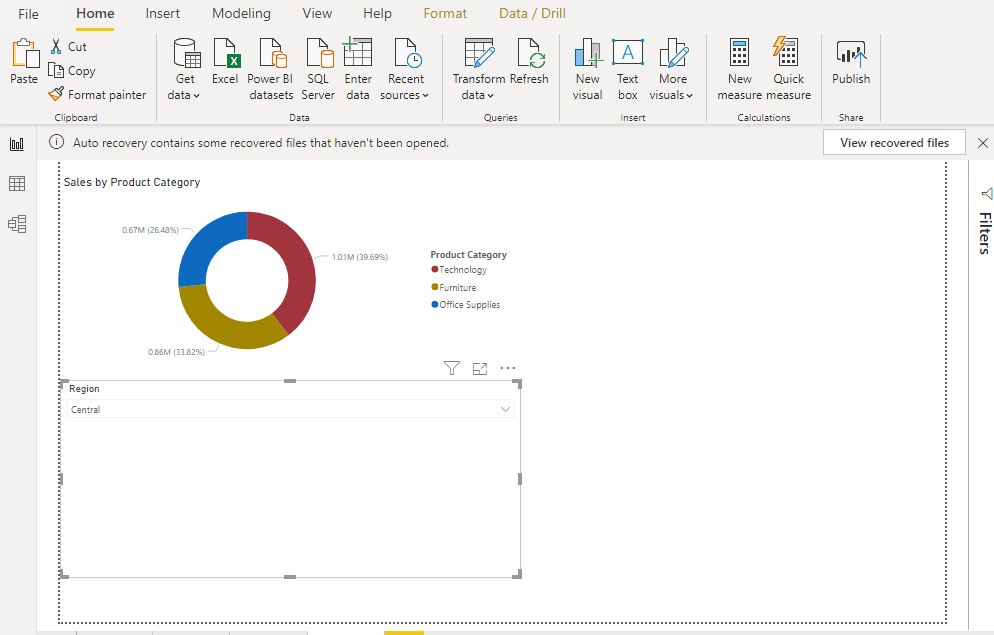 File Home Insert Modeling View Help Format Data / Drill
Paste
Cut
Copy
Format painter
Clipboard
Get data
Excel
Power BI datasets
SQL Server
Enter data
Recent sources
Data
Transform data
Refresh
Queries
New visual
Text box
More visuals
Insert
New measure
Quick measure
Calculations
Publish
Share
Auto recovery contains some recovered files that haven't been opened.
View recovered files
Filters
Sales by Product Category
0.67M (26.48%)
1.01M (39.69%)
0.86M (33.82%)
Product Category
Technology
Furniture
Office Supplies
Region
Central